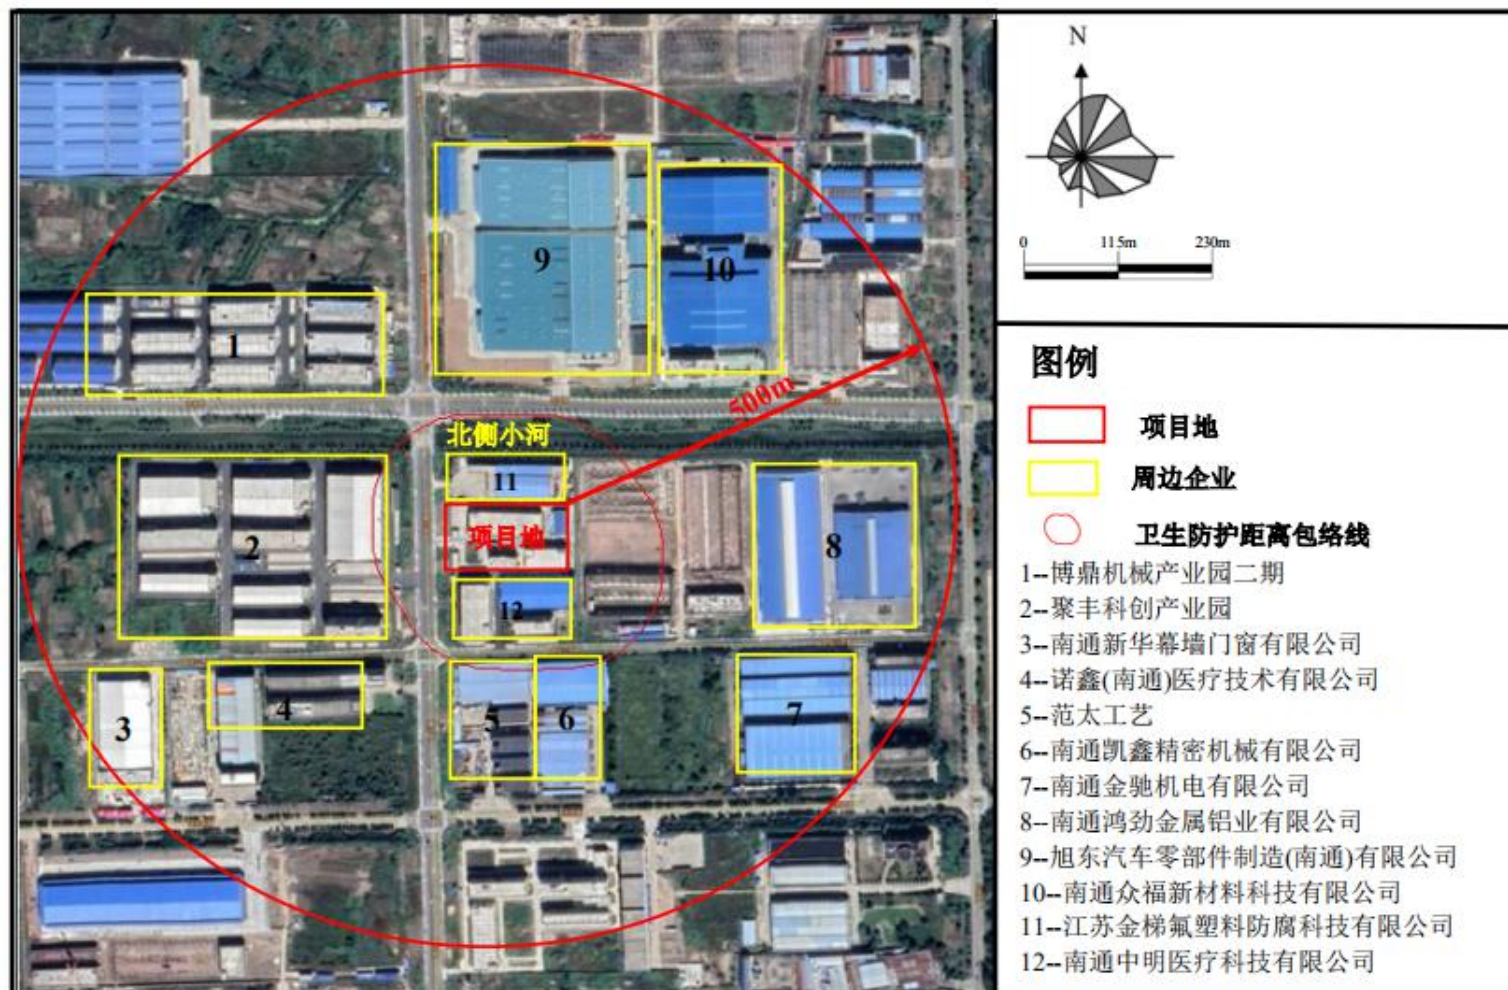 N
0 115m 230m
9
10
1
500m
北侧小河
11
项目地
2
8
12
3
4
5
6
7
图例
项目地
周边企业
卫生防护距离包络线
1--博鼎机械产业园二期
2--聚丰科创产业园
3--南通新华幕墙门窗有限公司
4--诺鑫(南通)医疗技术有限公司
5--范太工艺
6--南通凯鑫精密机械有限公司
7--南通金驰机电有限公司
8--南通鸿劲金属铝业有限公司
9--旭东汽车零部件制造(南通)有限公司
10--南通众福新材料科技有限公司
11--江苏金梯氟塑料防腐科技有限公司
12--南通中明医疗科技有限公司